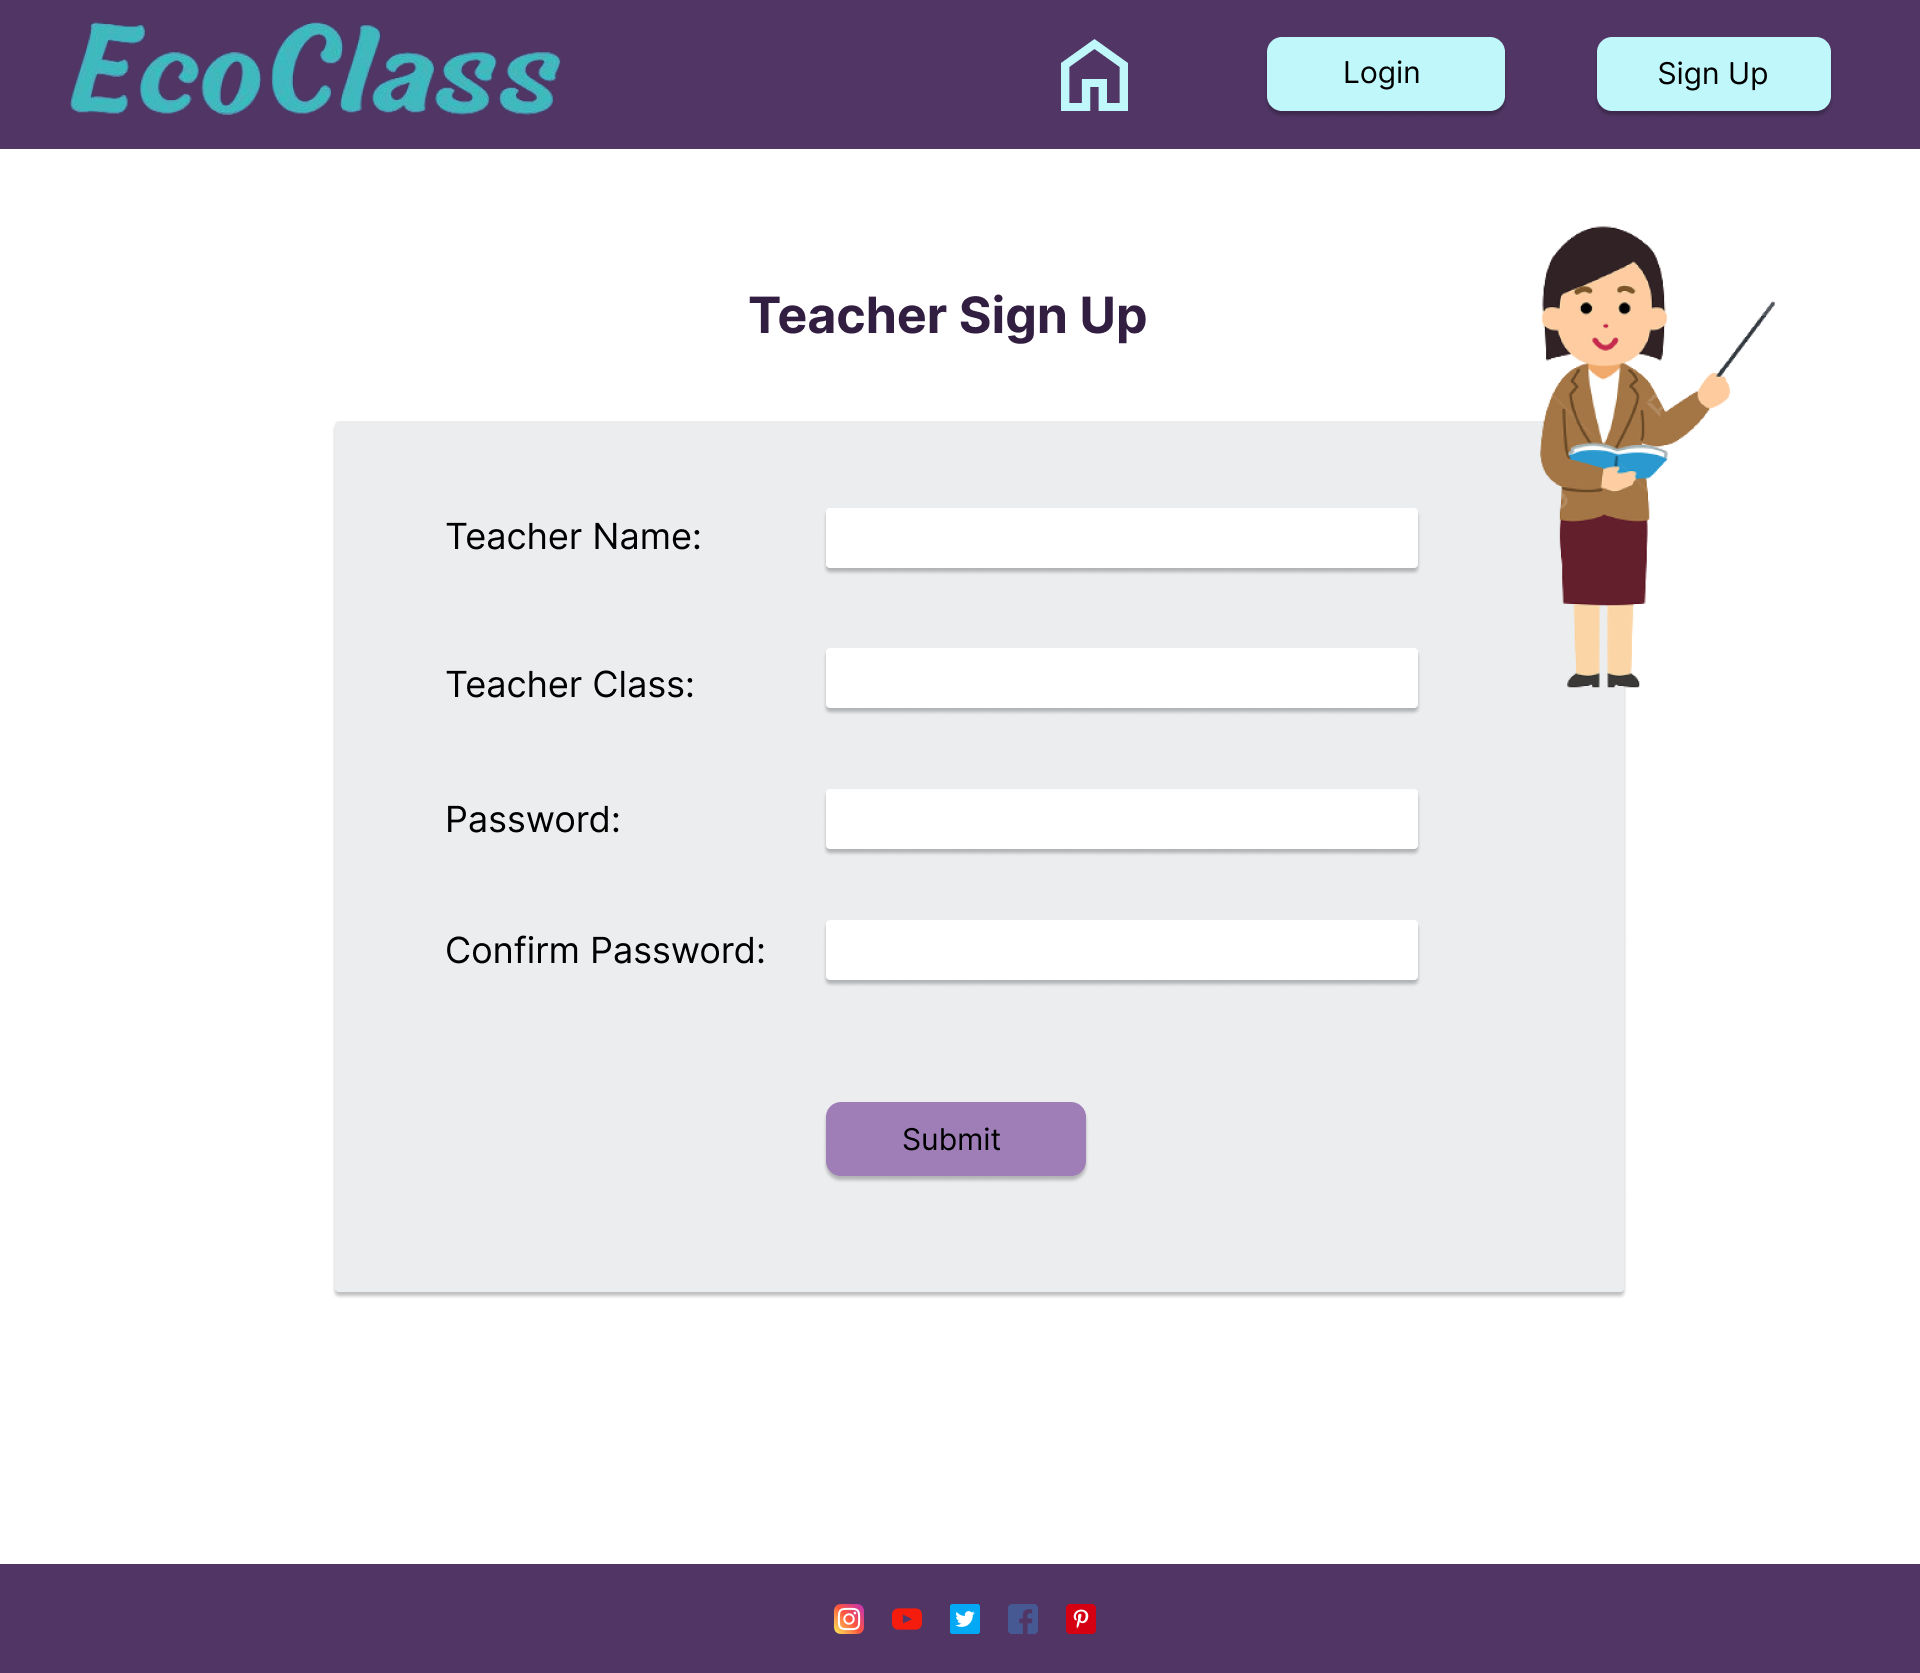 EcoClass
Login
Sign Up
Teacher Sign Up
Teacher Name:
Teacher Class:
Password:
Confirm Password:
Submit